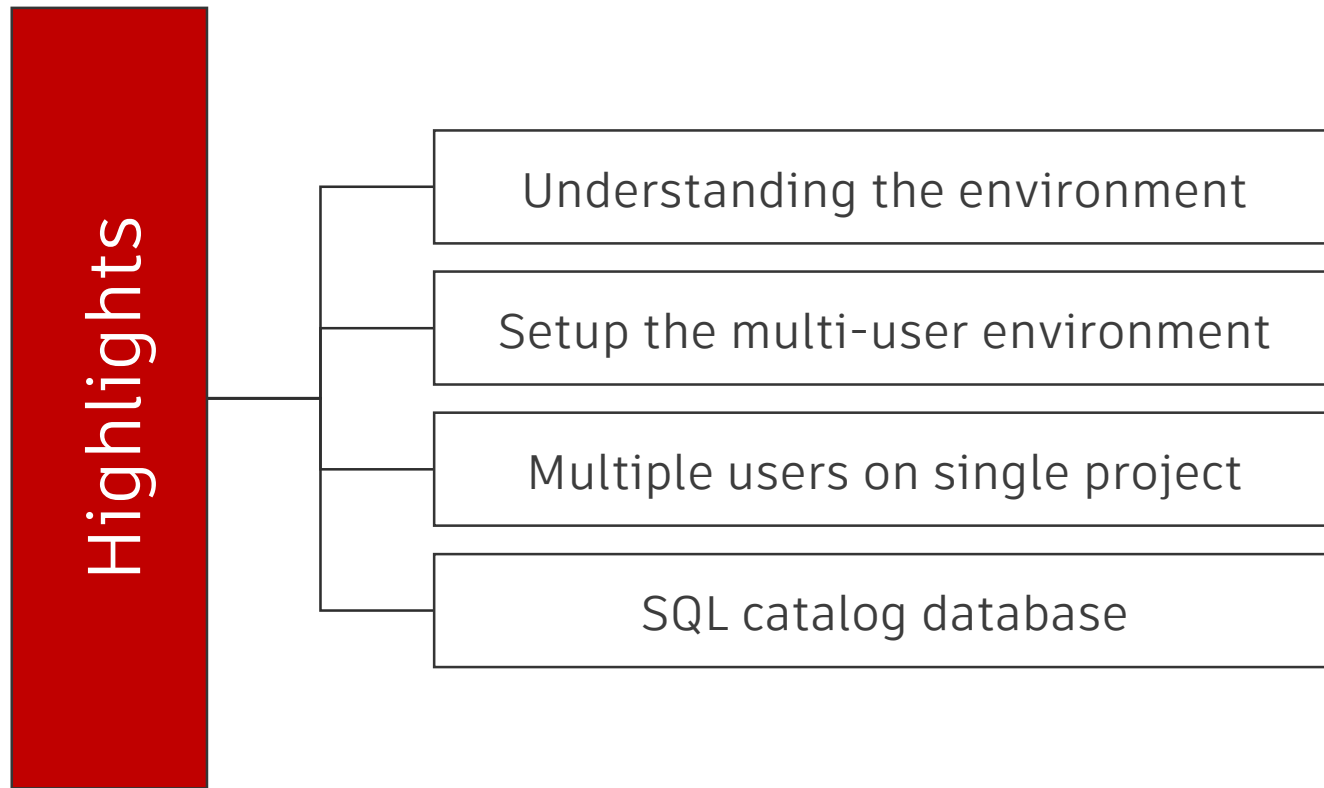 Highlights
Understanding the environment
Setup the multi-user environment
Multiple users on single project
SQL catalog database